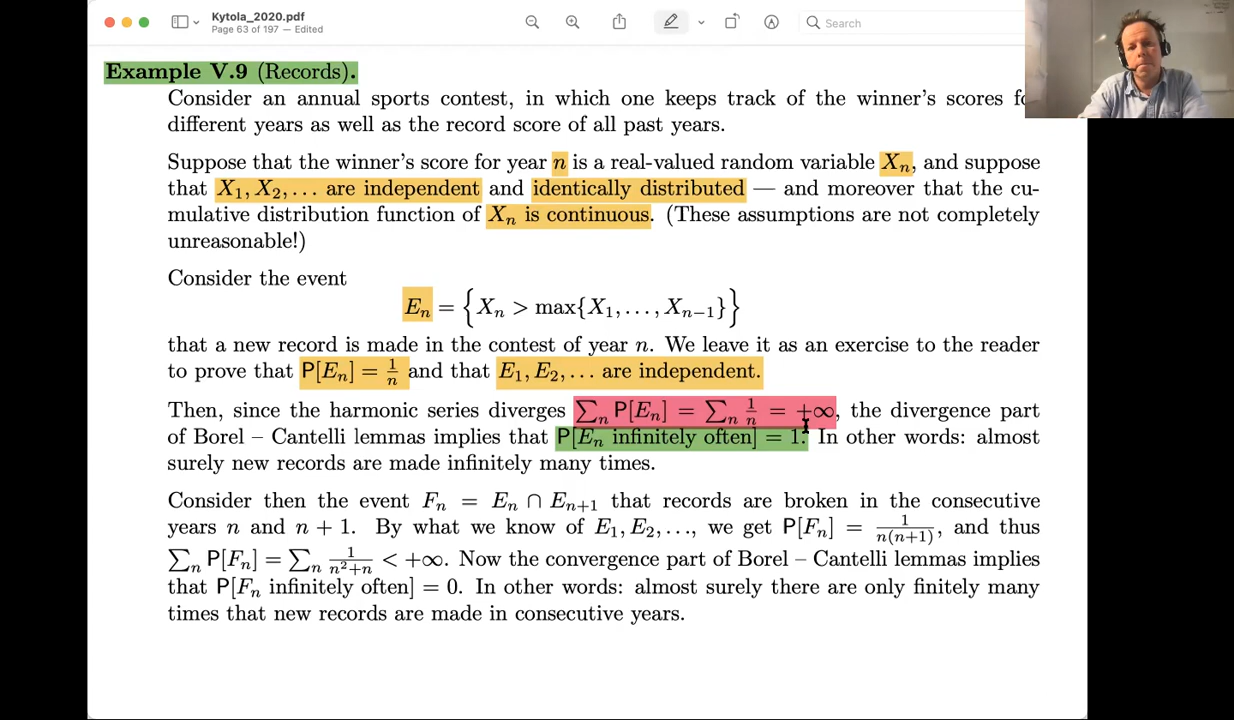 Kytola_2020.pdf
Page 63 of 197 — Edited
Search
Example V.9 (Records).
Consider an annual sports contest, in which one keeps track of the winner's scores fo
different years as well as the record score of all past years.
Suppose that the winner's score for year n is a real-valued random variable Xₙ, and suppose
that X₁, X₂, . . . are independent and identically distributed — and moreover that the cu-
mulative distribution function of Xₙ is continuous. (These assumptions are not completely
unreasonable!)
Consider the event
Eₙ = {Xₙ > max{X₁, . . . , Xₙ₋₁}}
that a new record is made in the contest of year n. We leave it as an exercise to the reader
to prove that P[Eₙ] = 1/n and that E₁, E₂, . . . are independent.
Then, since the harmonic series diverges ∑ₙ P[Eₙ] = ∑ₙ 1/n = +∞, the divergence part
of Borel – Cantelli lemmas implies that P[Eₙ infinitely often] = 1. In other words: almost
surely new records are made infinitely many times.
Consider then the event Fₙ = Eₙ ∩ Eₙ₊₁ that records are broken in the consecutive
years n and n + 1. By what we know of E₁, E₂, . . ., we get P[Fₙ] = 1/n(n+1), and thus
∑ₙ P[Fₙ] = ∑ₙ 1/n²+n < +∞. Now the convergence part of Borel – Cantelli lemmas implies
that P[Fₙ infinitely often] = 0. In other words: almost surely there are only finitely many
times that new records are made in consecutive years.